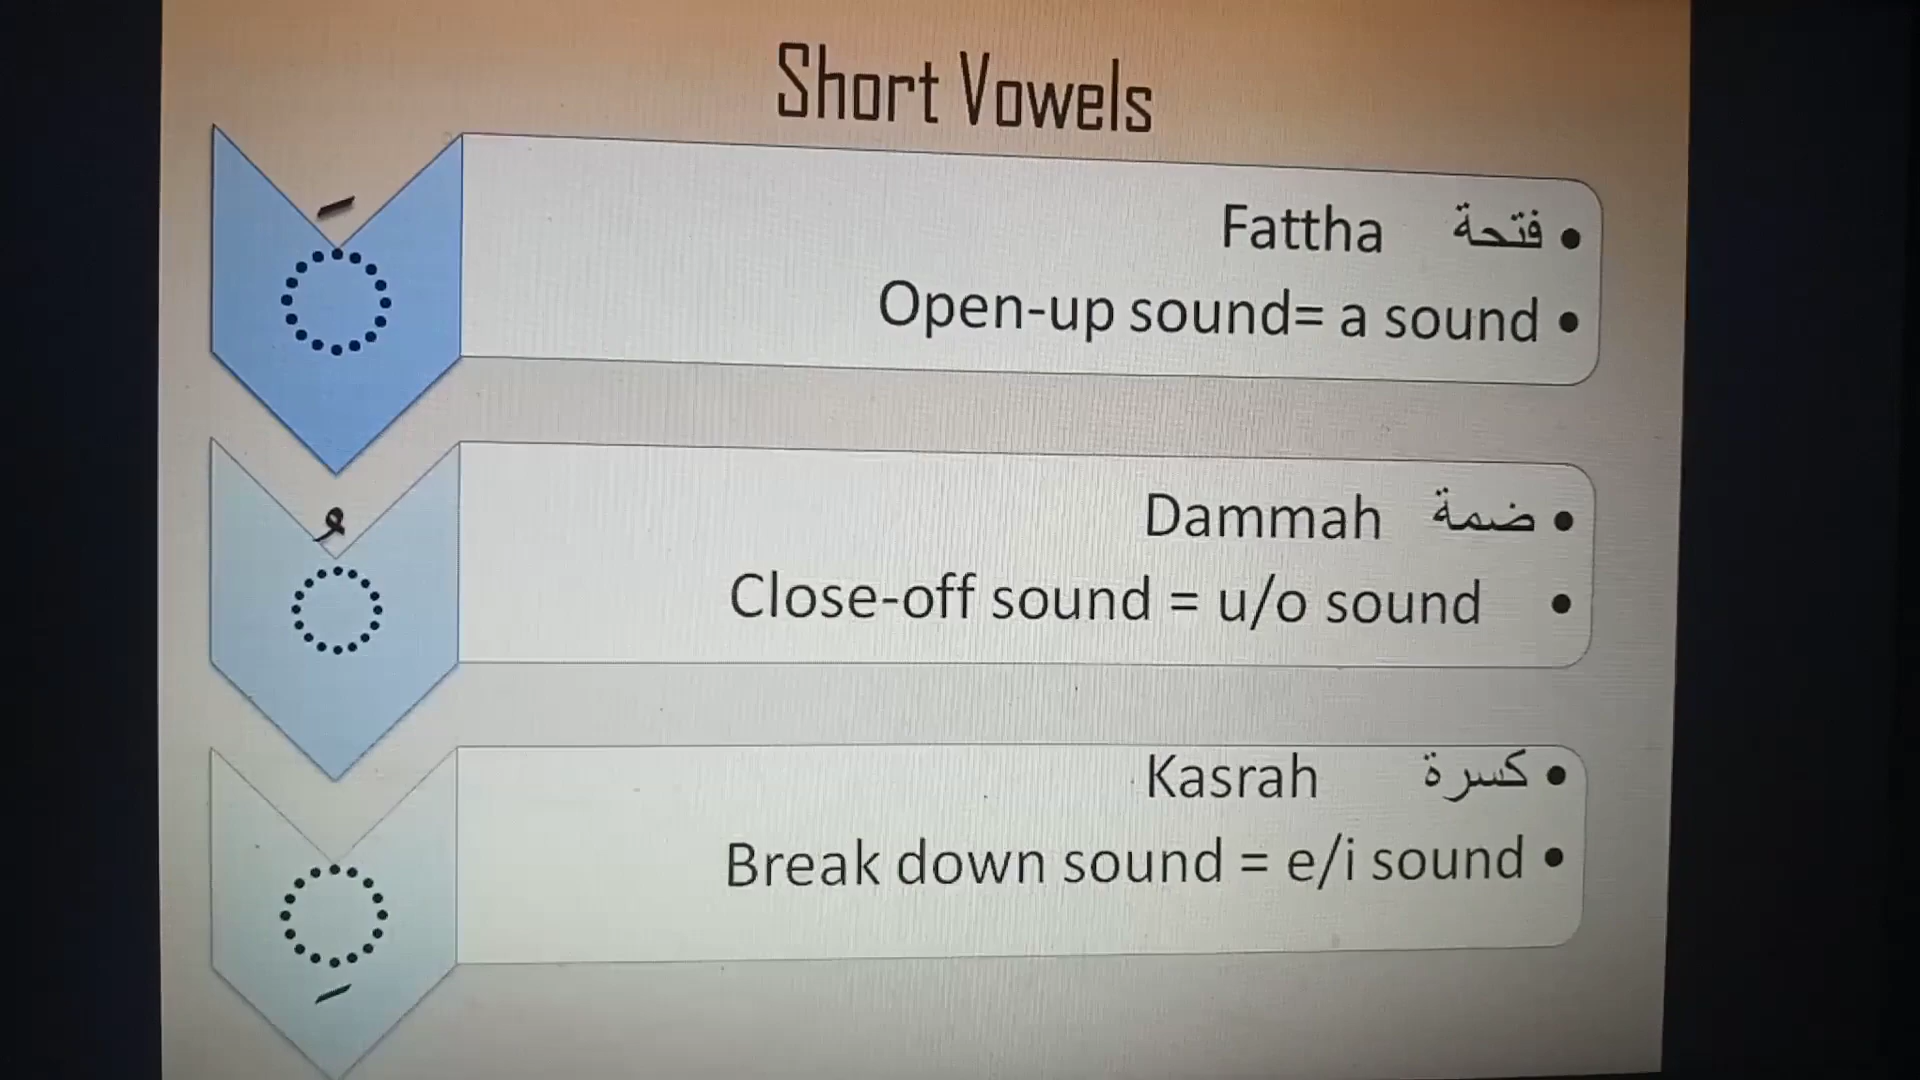 Short Vowels
فتحة Fattha
Open-up sound= a sound
ضمة Dammah
Close-off sound = u/o sound
كسرة Kasrah
Break down sound = e/i sound